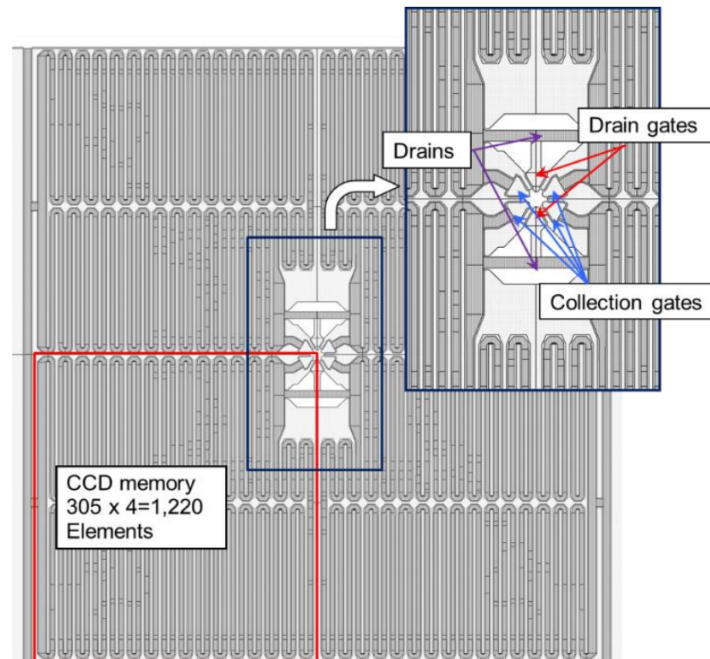 Drain gates
Drains
Collection gates
CCD memory
305 x 4=1,220
Elements